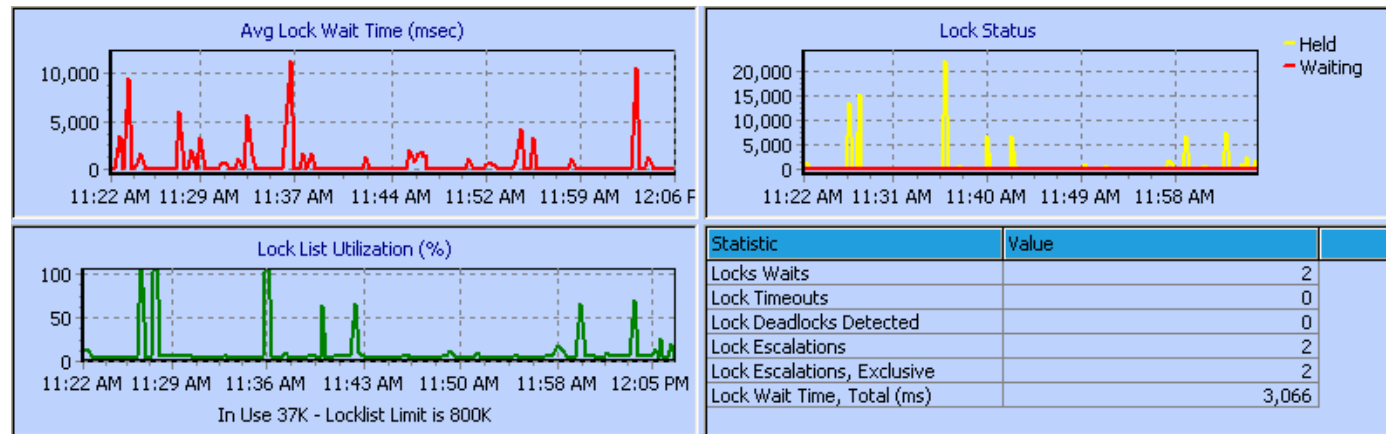 Avg Lock Wait Time (msec)
10,000
5,000
0
11:22 AM 11:29 AM 11:37 AM 11:44 AM 11:52 AM 11:59 AM 12:06 P
Lock Status
Held
Waiting
20,000
15,000
10,000
5,000
0
11:22 AM 11:31 AM 11:40 AM 11:49 AM 11:58 AM
Lock List Utilization (%)
100
50
0
11:22 AM 11:29 AM 11:36 AM 11:43 AM 11:50 AM 11:58 AM 12:05 PM
In Use 37K - Locklist Limit is 800K
Statistic Value
Locks Waits 2
Lock Timeouts 0
Lock Deadlocks Detected 0
Lock Escalations 2
Lock Escalations, Exclusive 2
Lock Wait Time, Total (ms) 3,066